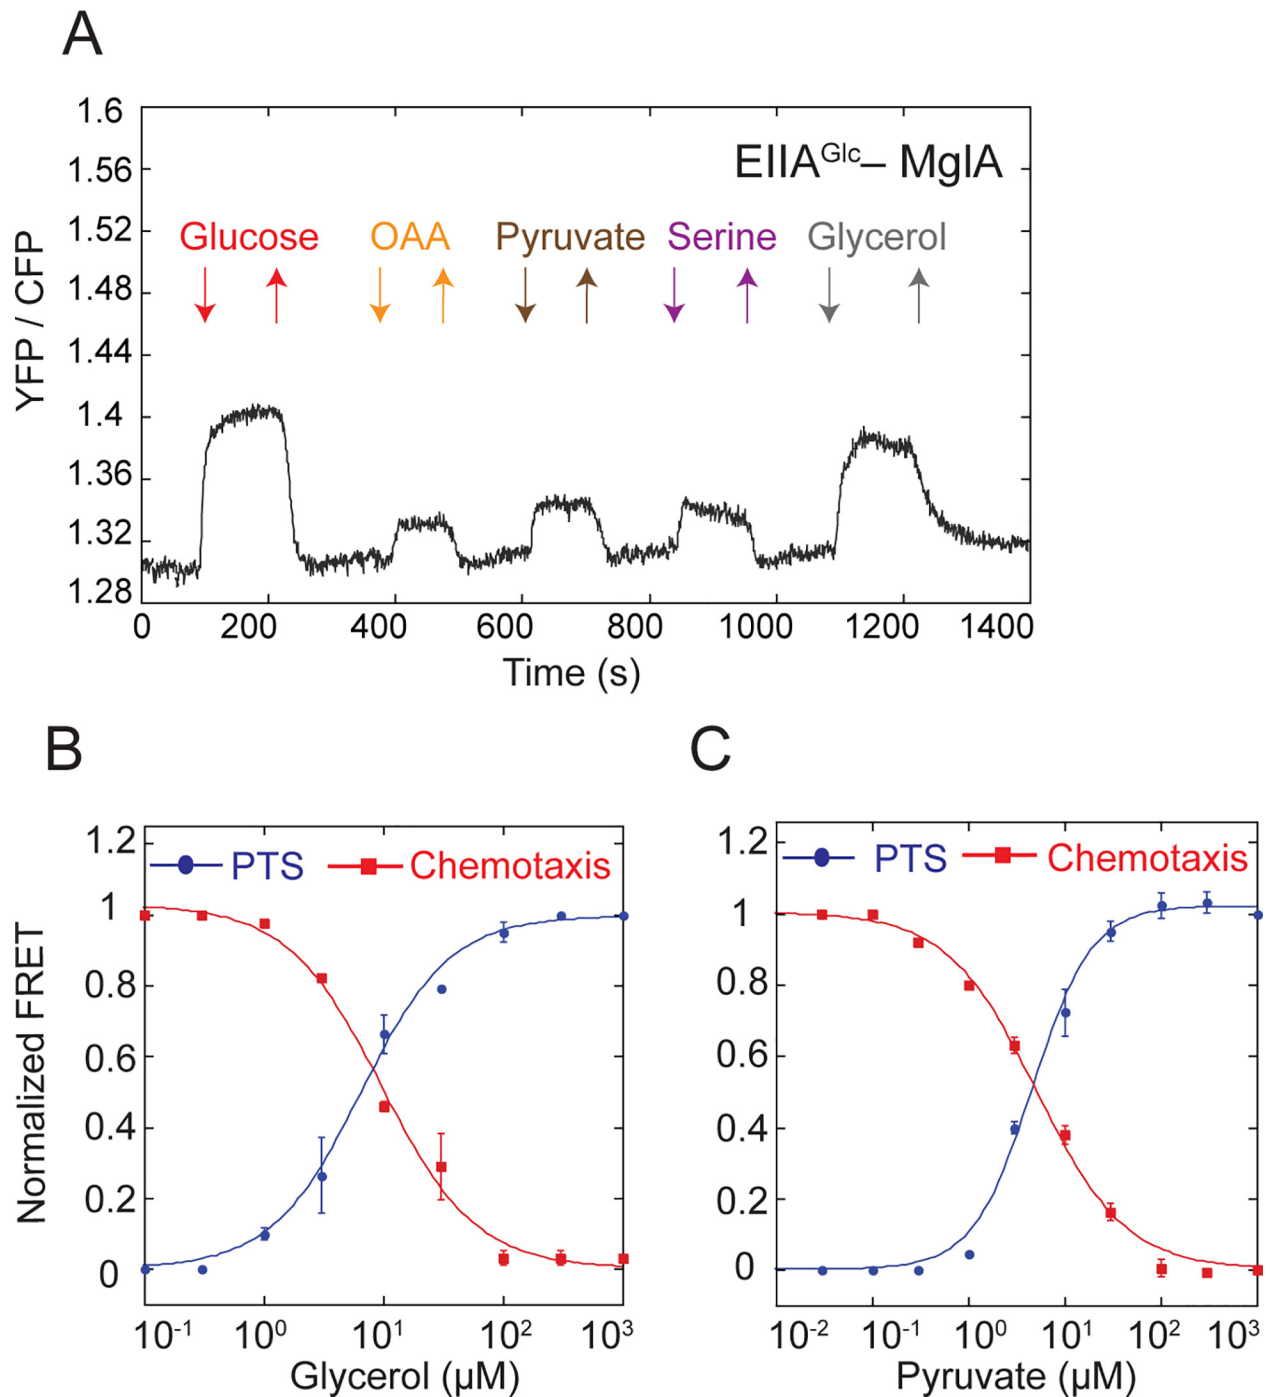 A
EIIAGlc– MglA
Glucose OAA Pyruvate Serine Glycerol
YFP / CFP
1.6
1.56
1.52
1.48
1.44
1.4
1.36
1.32
1.28
0 200 400 600 800 1000 1200 1400
Time (s)
B
PTS Chemotaxis
Normalized FRET
1.2
1
0.8
0.6
0.4
0.2
0
10-1 100 101 102 103
Glycerol (µM)
C
PTS Chemotaxis
1.2
1
0.8
0.6
0.4
0.2
0
10-2 10-1 100 101 102 103
Pyruvate (µM)